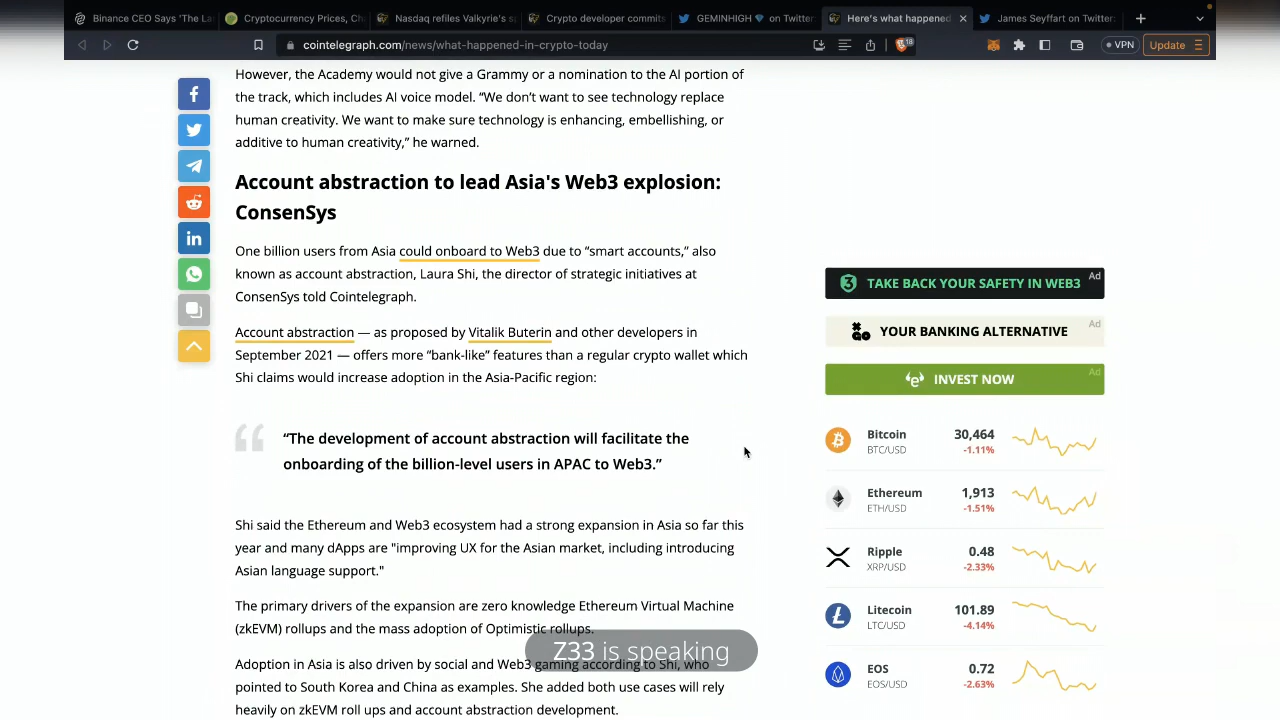 Binance CEO Says 'The La
Cryptocurrency Prices, Ch
Nasdaq refiles Valkyrie's s
Crypto developer commits
GEMINHIGH 💎 on Twitter
Here's what happened
James Seyffart on Twitter:
cointelegraph.com/news/what-happened-in-crypto-today
18
VPN
Update
However, the Academy would not give a Grammy or a nomination to the AI portion of
the track, which includes AI voice model. “We don’t want to see technology replace
human creativity. We want to make sure technology is enhancing, embellishing, or
additive to human creativity,” he warned.
Account abstraction to lead Asia's Web3 explosion:
ConsenSys
One billion users from Asia could onboard to Web3 due to “smart accounts,” also
known as account abstraction, Laura Shi, the director of strategic initiatives at
ConsenSys told Cointelegraph.
Account abstraction — as proposed by Vitalik Buterin and other developers in
September 2021 — offers more “bank-like” features than a regular crypto wallet which
Shi claims would increase adoption in the Asia-Pacific region:
“The development of account abstraction will facilitate the
onboarding of the billion-level users in APAC to Web3.”
Shi said the Ethereum and Web3 ecosystem had a strong expansion in Asia so far this
year and many dApps are "improving UX for the Asian market, including introducing
Asian language support."
The primary drivers of the expansion are zero knowledge Ethereum Virtual Machine
(zkEVM) rollups and the mass adoption of Optimistic rollups.
Adoption in Asia is also driven by social and Web3 gaming according to Shi, who
pointed to South Korea and China as examples. She added both use cases will rely
heavily on zkEVM roll ups and account abstraction development.
Z33 is speaking
TAKE BACK YOUR SAFETY IN WEB3 Ad
YOUR BANKING ALTERNATIVE Ad
INVEST NOW Ad
Bitcoin 30,464
BTC/USD -1.11%
Ethereum 1,913
ETH/USD -1.51%
Ripple 0.48
XRP/USD -2.33%
Litecoin 101.89
LTC/USD -4.14%
EOS 0.72
EOS/USD -2.63%